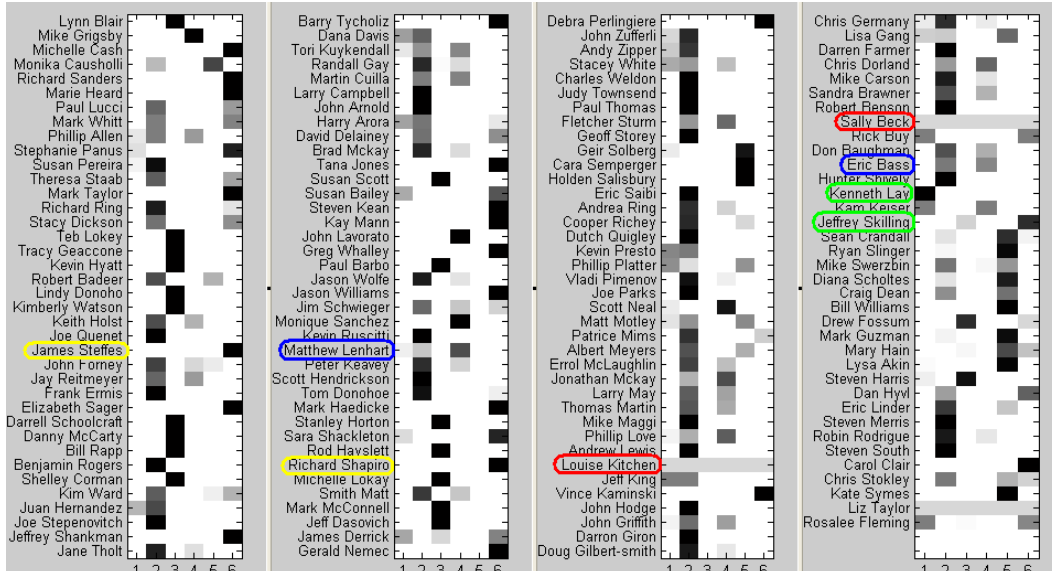 Lynn Blair
Mike Grigsby
Michelle Cash
Monika Causholli
Richard Sanders
Marie Heard
Paul Lucci
Mark Whitt
Phillip Allen
Stephanie Panus
Susan Pereira
Theresa Staab
Mark Taylor
Richard Ring
Stacy Dickson
Teb Lokey
Tracy Geaccone
Kevin Hyatt
Robert Badeer
Lindy Donoho
Kimberly Watson
Keith Holst
Joe Quenet
James Steffes
John Forney
Jay Reitmeyer
Frank Ermis
Elizabeth Sager
Darrell Schoolcraft
Danny McCarty
Bill Rapp
Benjamin Rogers
Shelley Corman
Kim Ward
Juan Hernandez
Joe Stepenovitch
Jeffrey Shankman
Jane Tholt
1 2 3 4 5 6
Barry Tycholiz
Dana Davis
Tori Kuykendall
Randall Gay
Martin Cuilla
Larry Campbell
John Arnold
Harry Arora
David Delainey
Brad Mckay
Tana Jones
Susan Scott
Susan Bailey
Steven Kean
Kay Mann
John Lavorato
Greg Whalley
Paul Barbo
Jason Wolfe
Jason Williams
Jim Schwieger
Monique Sanchez
Kevin Ruscitti
Matthew Lenhart
Peter Keavey
Scott Hendrickson
Tom Donohoe
Mark Haedicke
Stanley Horton
Sara Shackleton
Rod Hayslett
Richard Shapiro
Michelle Lokay
Smith Matt
Mark McConnell
Jeff Dasovich
James Derrick
Gerald Nemec
1 2 3 4 5 6
Debra Perlingiere
John Zufferli
Andy Zipper
Stacey White
Charles Weldon
Judy Townsend
Paul Thomas
Fletcher Sturm
Geoff Storey
Geir Solberg
Cara Semperger
Holden Salisbury
Eric Saibi
Andrea Ring
Cooper Richey
Dutch Quigley
Kevin Presto
Phillip Platter
Vladi Pimenov
Joe Parks
Scott Neal
Matt Motley
Patrice Mims
Albert Meyers
Errol McLaughlin
Jonathan Mckay
Larry May
Thomas Martin
Mike Maggi
Phillip Love
Andrew Lewis
Louise Kitchen
Jeff King
Vince Kaminski
John Hodge
John Griffith
Darron Giron
Doug Gilbert-smith
1 2 3 4 5 6
Chris Germany
Lisa Gang
Darren Farmer
Chris Dorland
Mike Carson
Sandra Brawner
Robert Benson
Sally Beck
Rick Buy
Don Baughman
Eric Bass
Hunter Shively
Kenneth Lay
Kam Keiser
Jeffrey Skilling
Sean Crandall
Ryan Slinger
Mike Swerzbin
Diana Scholtes
Craig Dean
Bill Williams
Drew Fossum
Mark Guzman
Mary Hain
Lysa Akin
Steven Harris
Dan Hyvl
Eric Linder
Steven Merris
Robin Rodrigue
Steven South
Carol Clair
Chris Stokley
Kate Symes
Liz Taylor
Rosalee Fleming
1 2 3 4 5 6